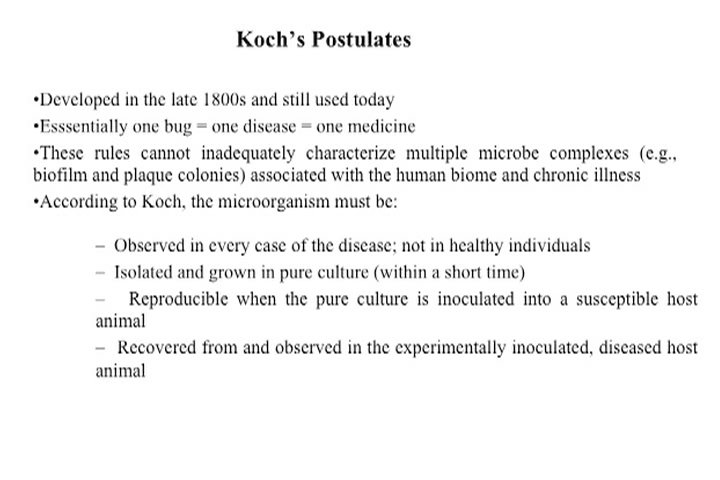 Koch's Postulates
•Developed in the late 1800s and still used today
•Esssentially one bug = one disease = one medicine
•These rules cannot inadequately characterize multiple microbe complexes (e.g.,
biofilm and plaque colonies) associated with the human biome and chronic illness
•According to Koch, the microorganism must be:
– Observed in every case of the disease; not in healthy individuals
– Isolated and grown in pure culture (within a short time)
– Reproducible when the pure culture is inoculated into a susceptible host
animal
– Recovered from and observed in the experimentally inoculated, diseased host
animal